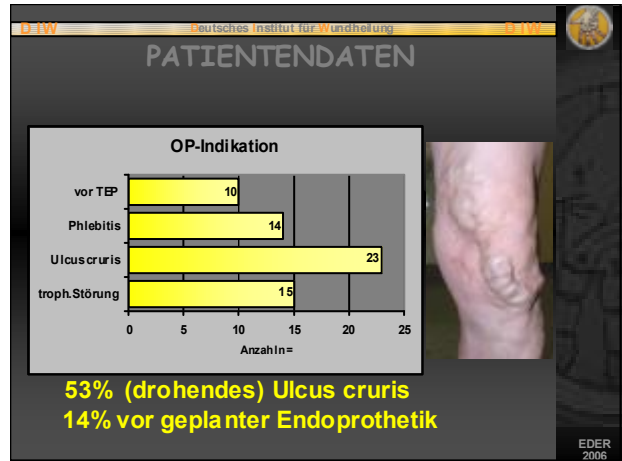 DIW Deutsches Institut für Wundheilung DIW
PATIENTENDATEN
OP-Indikation
vor TEP 10
Phlebitis 14
Ulcus cruris 23
troph.Störung 15
0 5 10 15 20 25
Anzahl n =
53% (drohendes) Ulcus cruris
14% vor geplanter Endoprothetik
EDER
2006